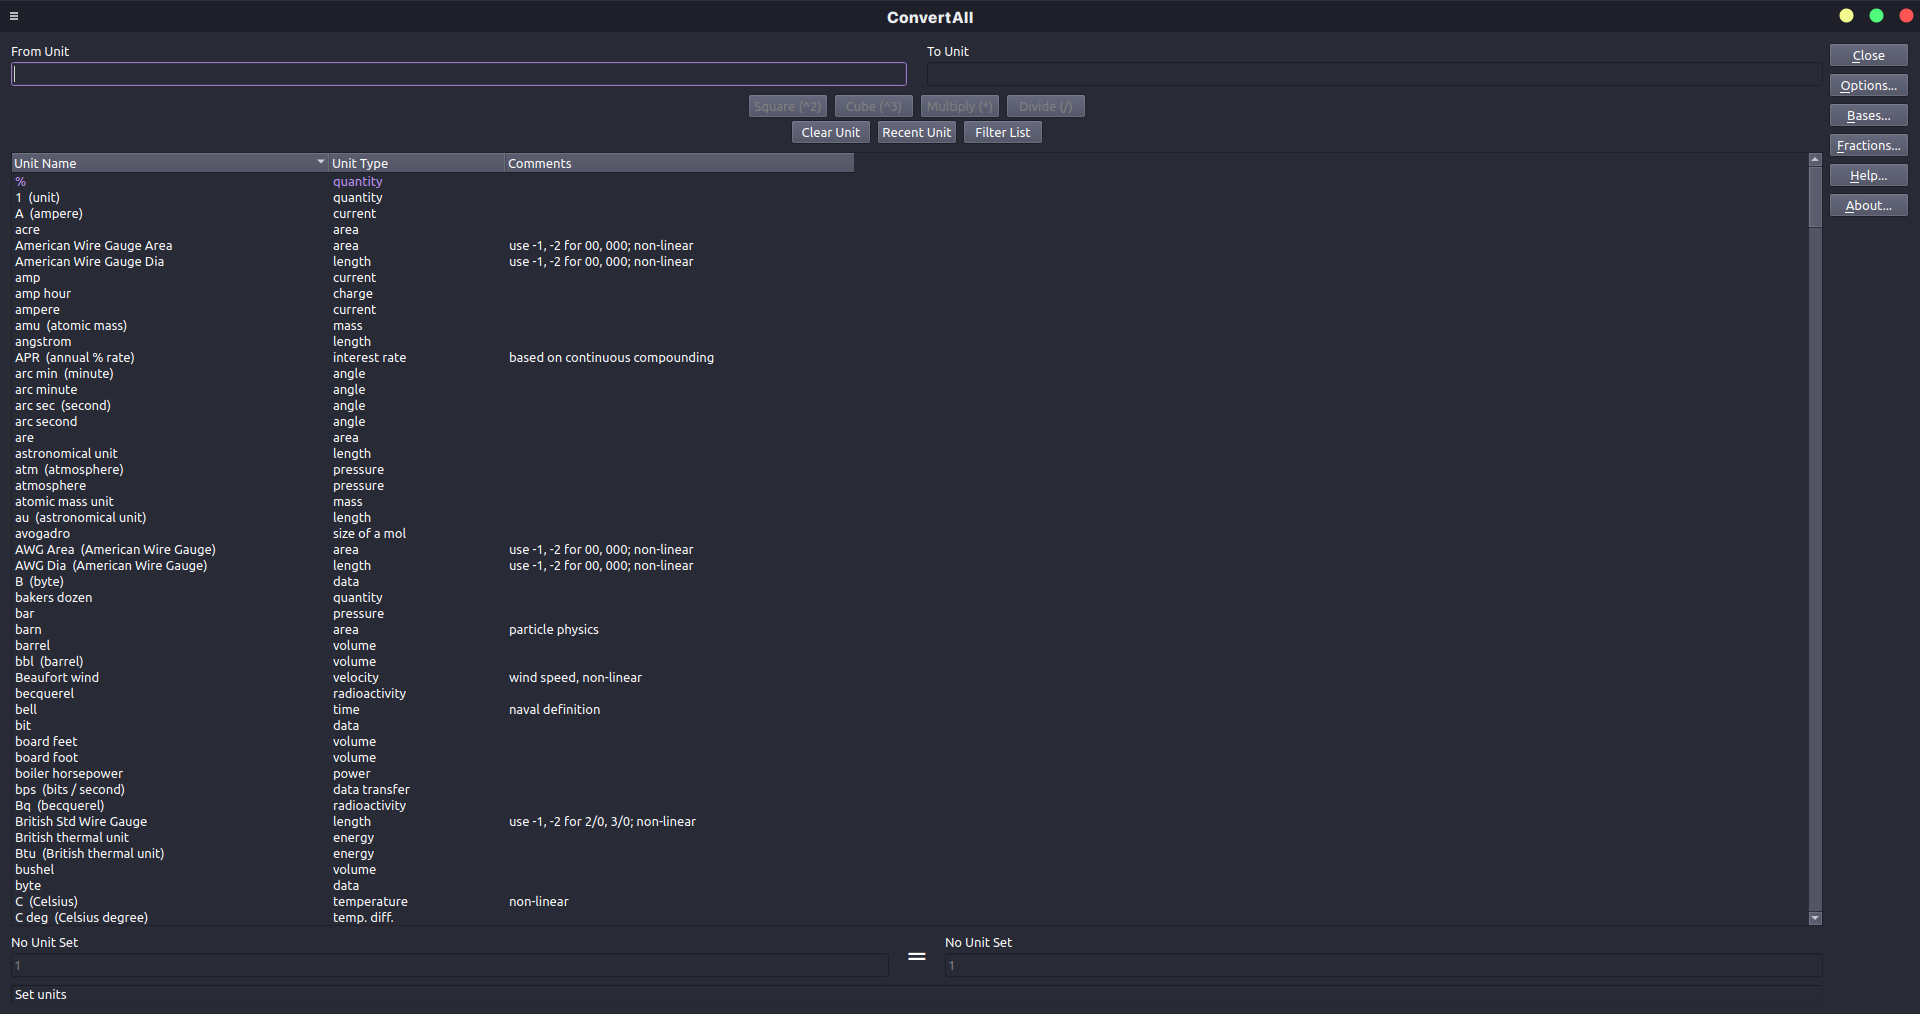 ConvertAll
From Unit
To Unit
Close
Options...
Bases...
Fractions...
Help...
About...
Square (^2) Cube (^3) Multiply (*) Divide (/)
Clear Unit Recent Unit Filter List
Unit Name Unit Type Comments
% quantity
1 (unit) quantity
A (ampere) current
acre area
American Wire Gauge Area area use -1, -2 for 00, 000; non-linear
American Wire Gauge Dia length use -1, -2 for 00, 000; non-linear
amp current
amp hour charge
ampere current
amu (atomic mass) mass
angstrom length
APR (annual % rate) interest rate based on continuous compounding
arc min (minute) angle
arc minute angle
arc sec (second) angle
arc second angle
are area
astronomical unit length
atm (atmosphere) pressure
atmosphere pressure
atomic mass unit mass
au (astronomical unit) length
avogadro size of a mol
AWG Area (American Wire Gauge) area use -1, -2 for 00, 000; non-linear
AWG Dia (American Wire Gauge) length use -1, -2 for 00, 000; non-linear
B (byte) data
bakers dozen quantity
bar pressure
barn area particle physics
barrel volume
bbl (barrel) volume
Beaufort wind velocity wind speed, non-linear
becquerel radioactivity
bell time naval definition
bit data
board feet volume
board foot volume
boiler horsepower power
bps (bits / second) data transfer
Bq (becquerel) radioactivity
British Std Wire Gauge length use -1, -2 for 2/0, 3/0; non-linear
British thermal unit energy
Btu (British thermal unit) energy
bushel volume
byte data
C (Celsius) temperature non-linear
C deg (Celsius degree) temp. diff.
No Unit Set
1
=
No Unit Set
1
Set units